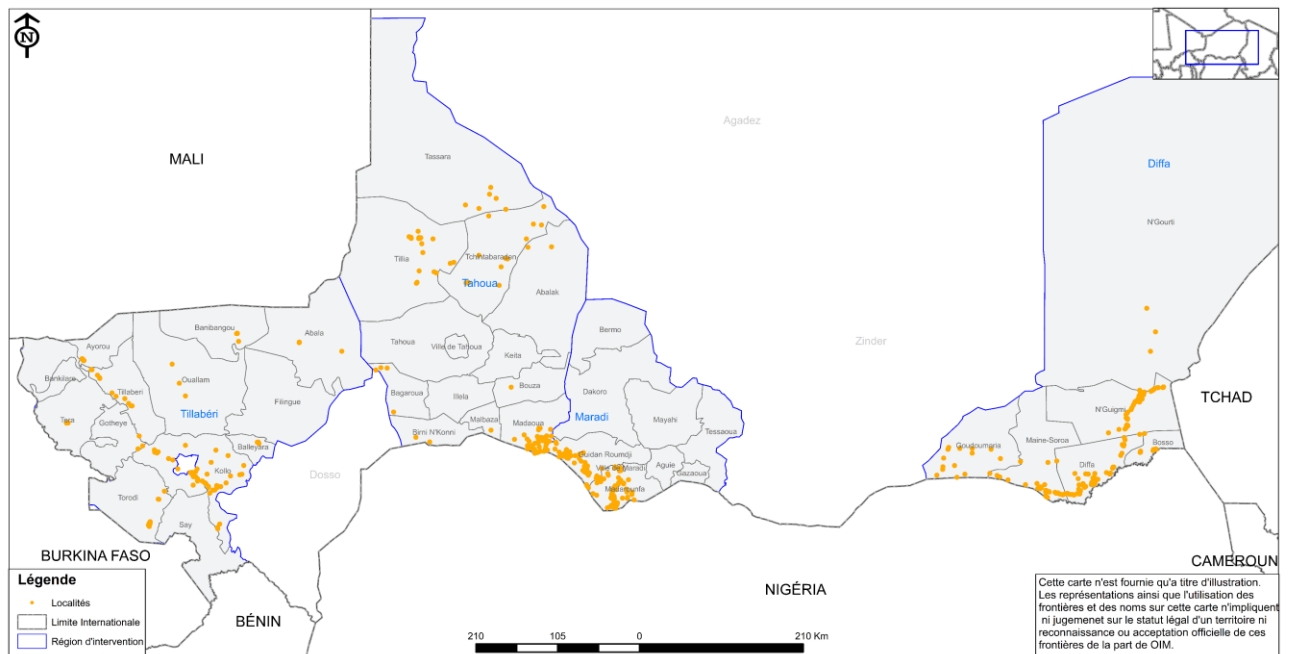 N
Agadez
MALI
Tassara
Diffa
N'Gourti
Tillia
Tchintabaraden
Tahoua
Abalak
Banibangou
Abala
Bermo
Ayorou
Tahoua
Ville de Tahoua
Zinder
Keita
Bankilare
Ouallam
Dakoro
TCHAD
Tillaberi
Filingue
Bagaroua
Illela
Bouza
N'Guigmi
Tera
Gotheye
Tillabéri
Malbaza
Madaoua
Maradi
Mayahi
Tessaoua
Birni N'Konni
Maine-Soroa
Bosso
Balleyara
Goudoumaria
Guidan Roumdji
Kollo
Dosso
Ville de Maradi
Aguie
Gazaoua
Diffa
Torodi
Madarounfa
Say
BURKINA FASO
CAMEROUN
NIGÉRIA
BÉNIN
Légende
Localités
Limite Internationale
Région d'intervention
210 105 0 210 Km
Cette carte n'est fournie qu'a titre d'illustration.
Les représentations ainsi que l'utilisation des
frontières et des noms sur cette carte n'impliquent
ni jugemenet sur le statut légal d'un territoire ni
reconnaissance ou acceptation officielle de ces
frontières de la part de OIM.